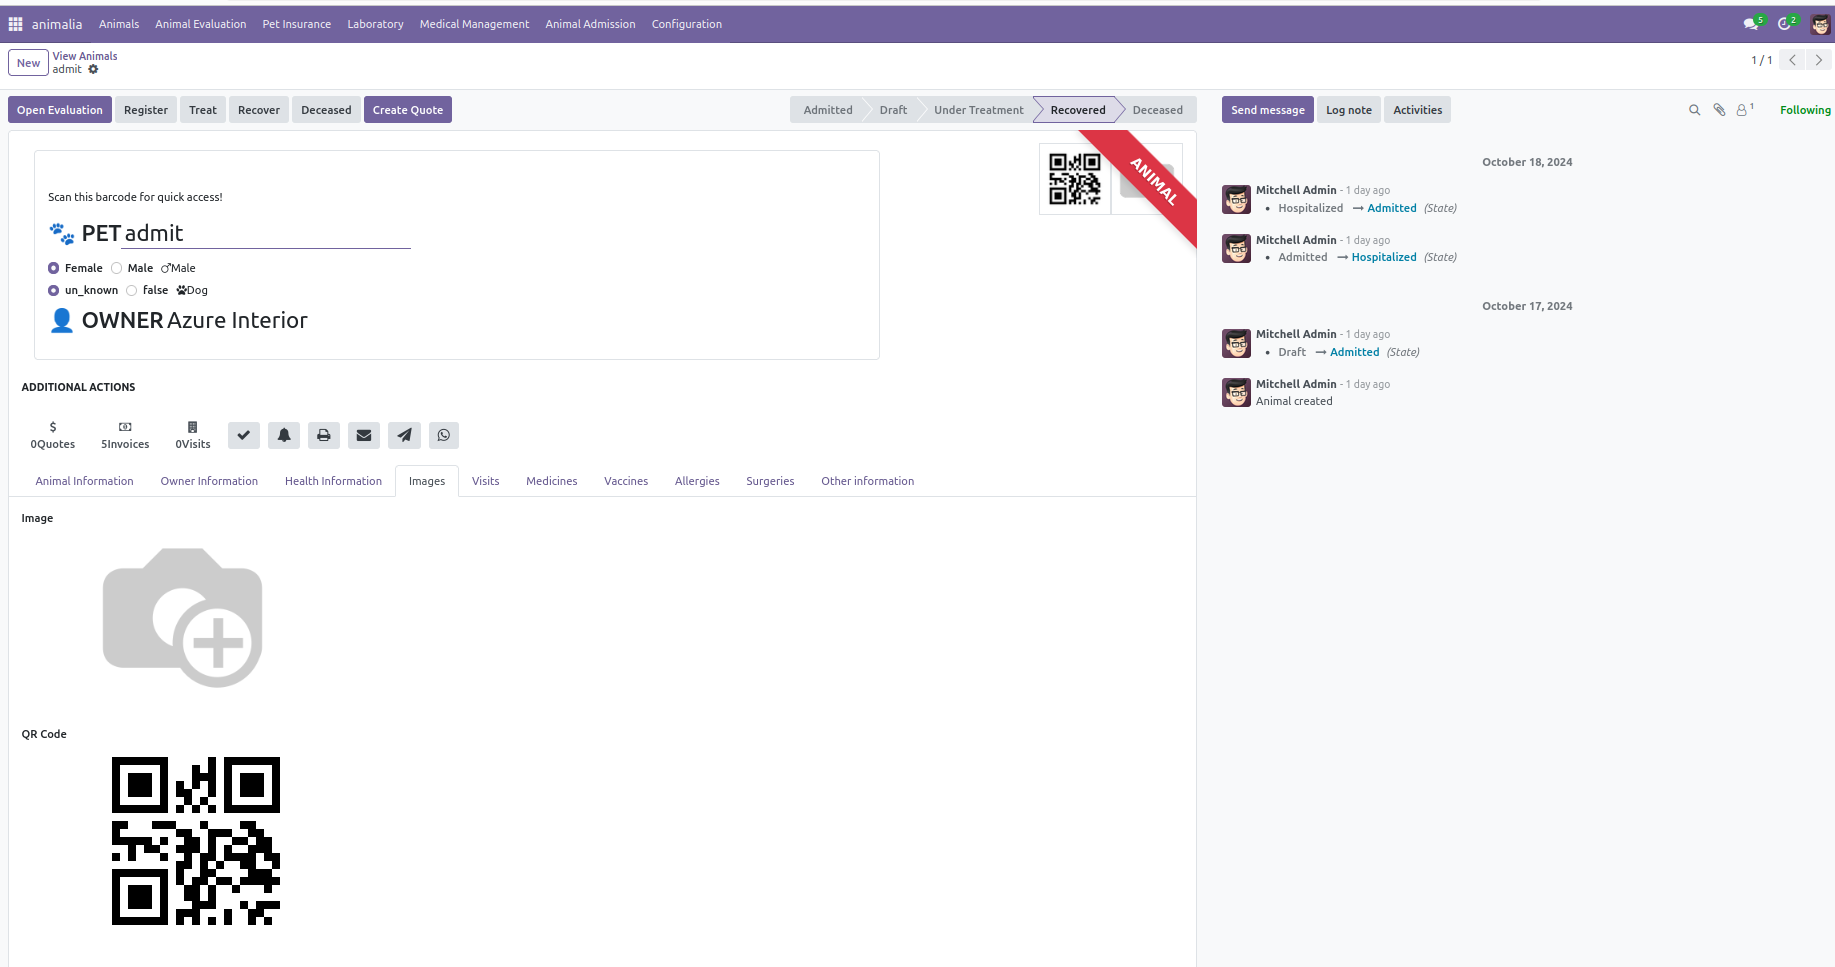 animalia Animals Animal Evaluation Pet Insurance Laboratory Medical Management Animal Admission Configuration 5 2
New View Animals
admit
1 / 1
Open Evaluation Register Treat Recover Deceased Create Quote
Admitted Draft Under Treatment Recovered Deceased
Send message Log note Activities 1 Following
ANIMAL
Scan this barcode for quick access!
PET admit
Female Male Male
un_known false Dog
OWNER Azure Interior
ADDITIONAL ACTIONS
0Quotes 5Invoices 0Visits
Animal Information Owner Information Health Information Images Visits Medicines Vaccines Allergies Surgeries Other information
Image
QR Code
October 18, 2024
Mitchell Admin - 1 day ago
• Hospitalized → Admitted (State)
Mitchell Admin - 1 day ago
• Admitted → Hospitalized (State)
October 17, 2024
Mitchell Admin - 1 day ago
• Draft → Admitted (State)
Mitchell Admin - 1 day ago
Animal created